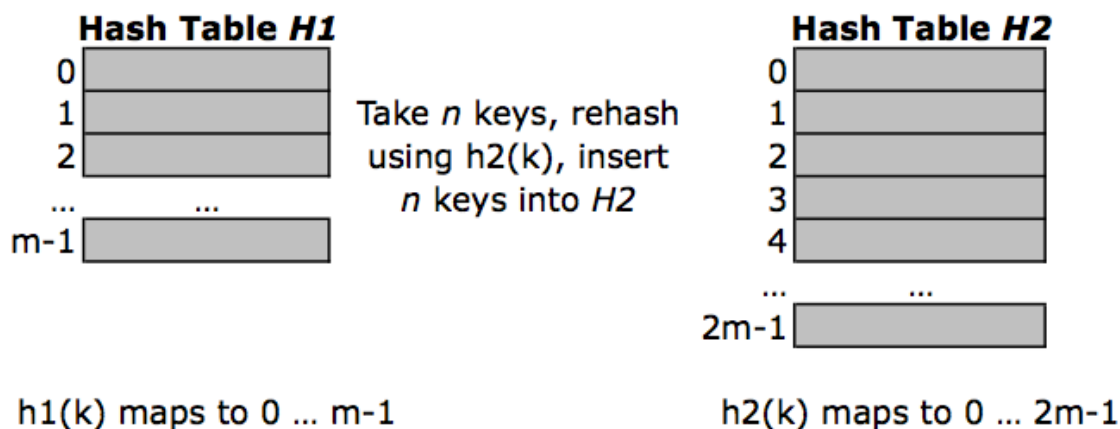 Hash Table H1
0
1
2
... ...
m-1
h1(k) maps to 0 ... m-1
Take n keys, rehash
using h2(k), insert
n keys into H2
Hash Table H2
0
1
2
3
4
... ...
2m-1
h2(k) maps to 0 ... 2m-1